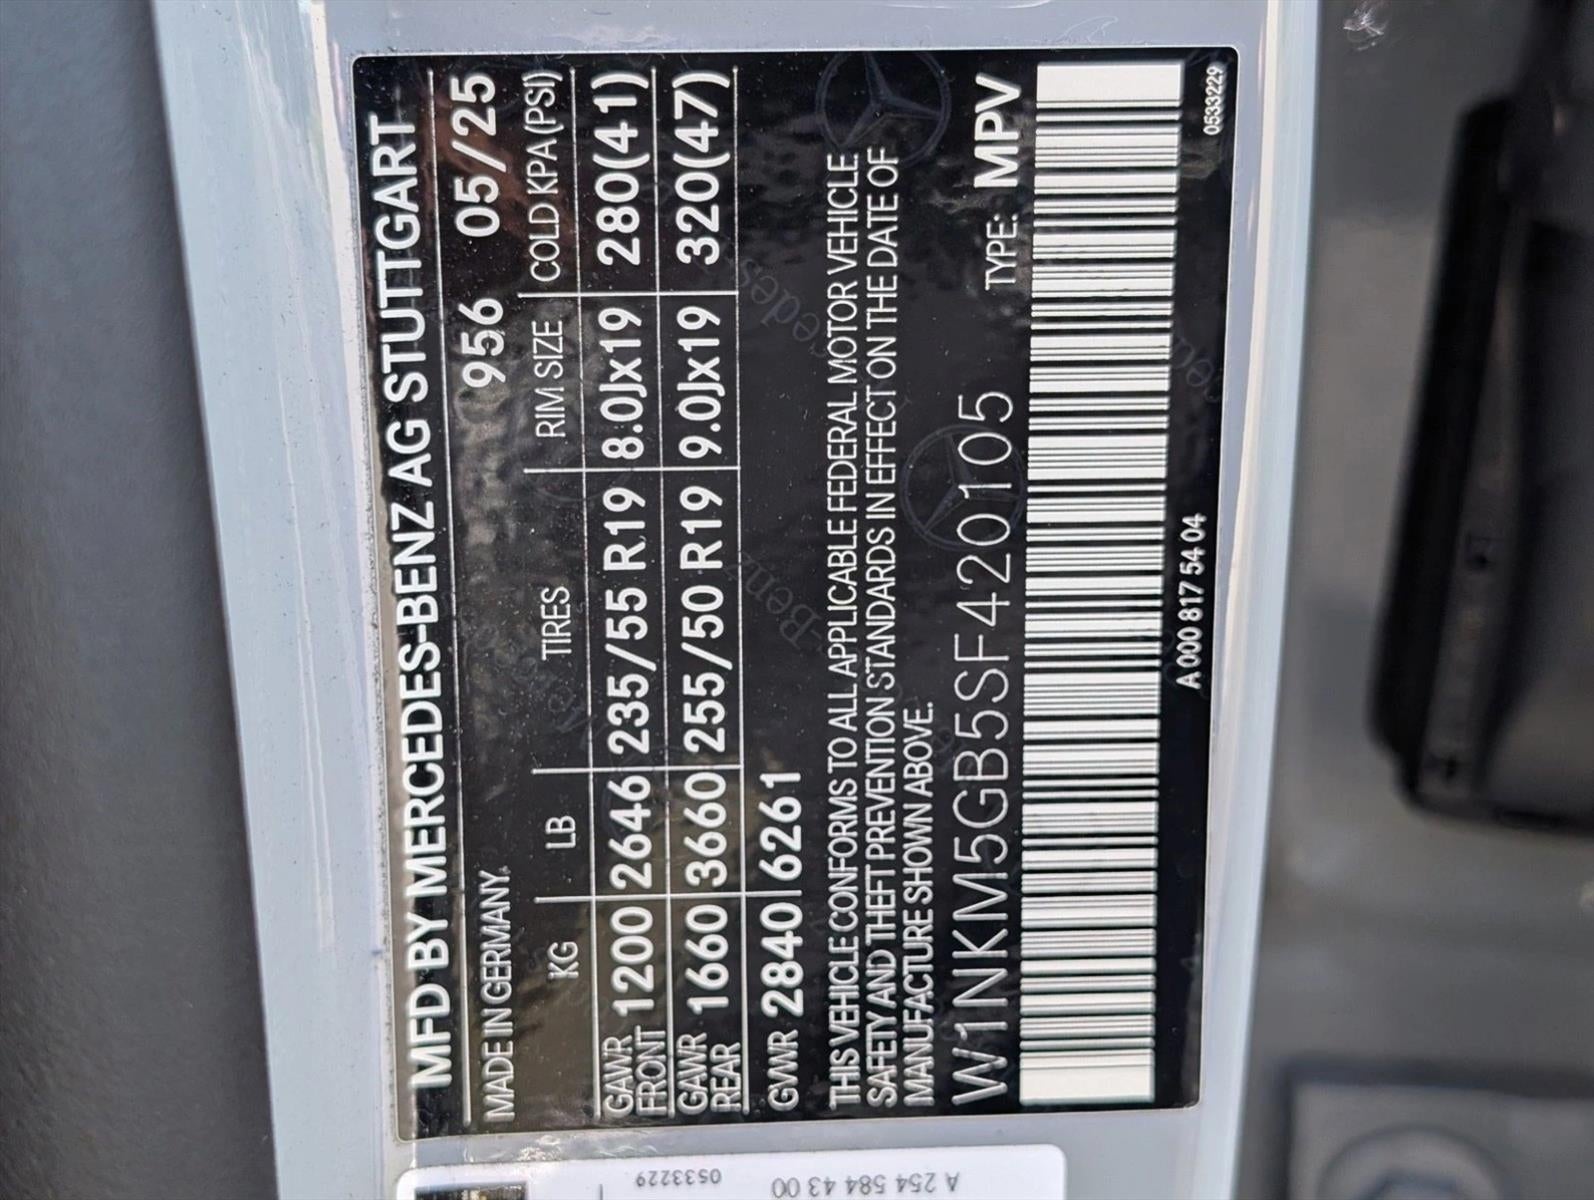 MFD BY MERCEDES-BENZ AG STUTTGART
MADE IN GERMANY. 956 05/25
KG LB TIRES RIM SIZE COLD KPA (PSI)
GAWR FRONT 1200 2646 235/55 R19 8.0Jx19 280(41)
GAWR REAR 1660 3660 255/50 R19 9.0Jx19 320(47)
GVWR 2840 6261
THIS VEHICLE CONFORMS TO ALL APPLICABLE FEDERAL MOTOR VEHICLE
SAFETY AND THEFT PREVENTION STANDARDS IN EFFECT ON THE DATE OF
MANUFACTURE SHOWN ABOVE.
W1NKM5GB5SF420105 TYPE: MPV
A 000 817 54 04
0533229
A 254 584 43 00
0533229